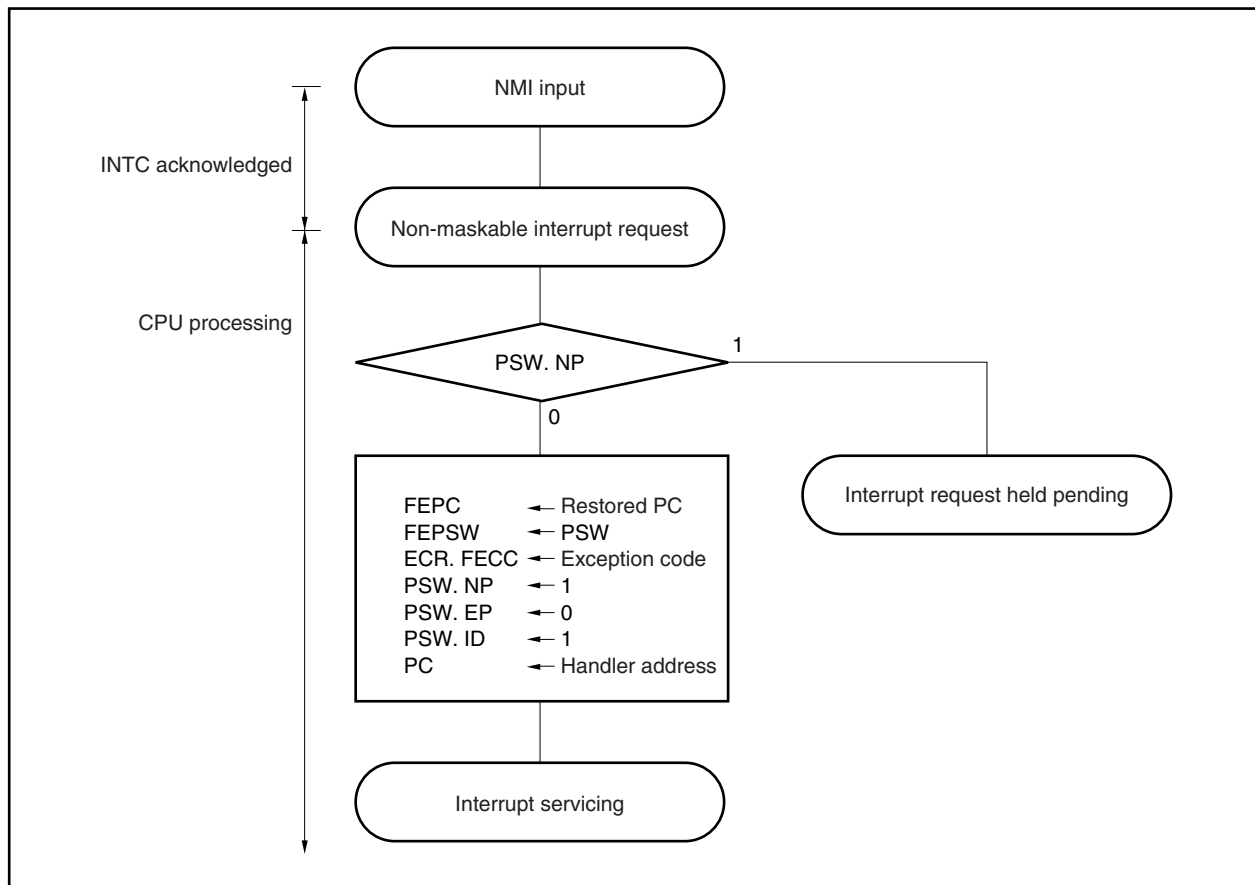 NMI input
INTC acknowledged
Non-maskable interrupt request
CPU processing
PSW. NP
1
0
FEPC ← Restored PC
FEPSW ← PSW
ECR. FECC ← Exception code
PSW. NP ← 1
PSW. EP ← 0
PSW. ID ← 1
PC ← Handler address
Interrupt request held pending
Interrupt servicing